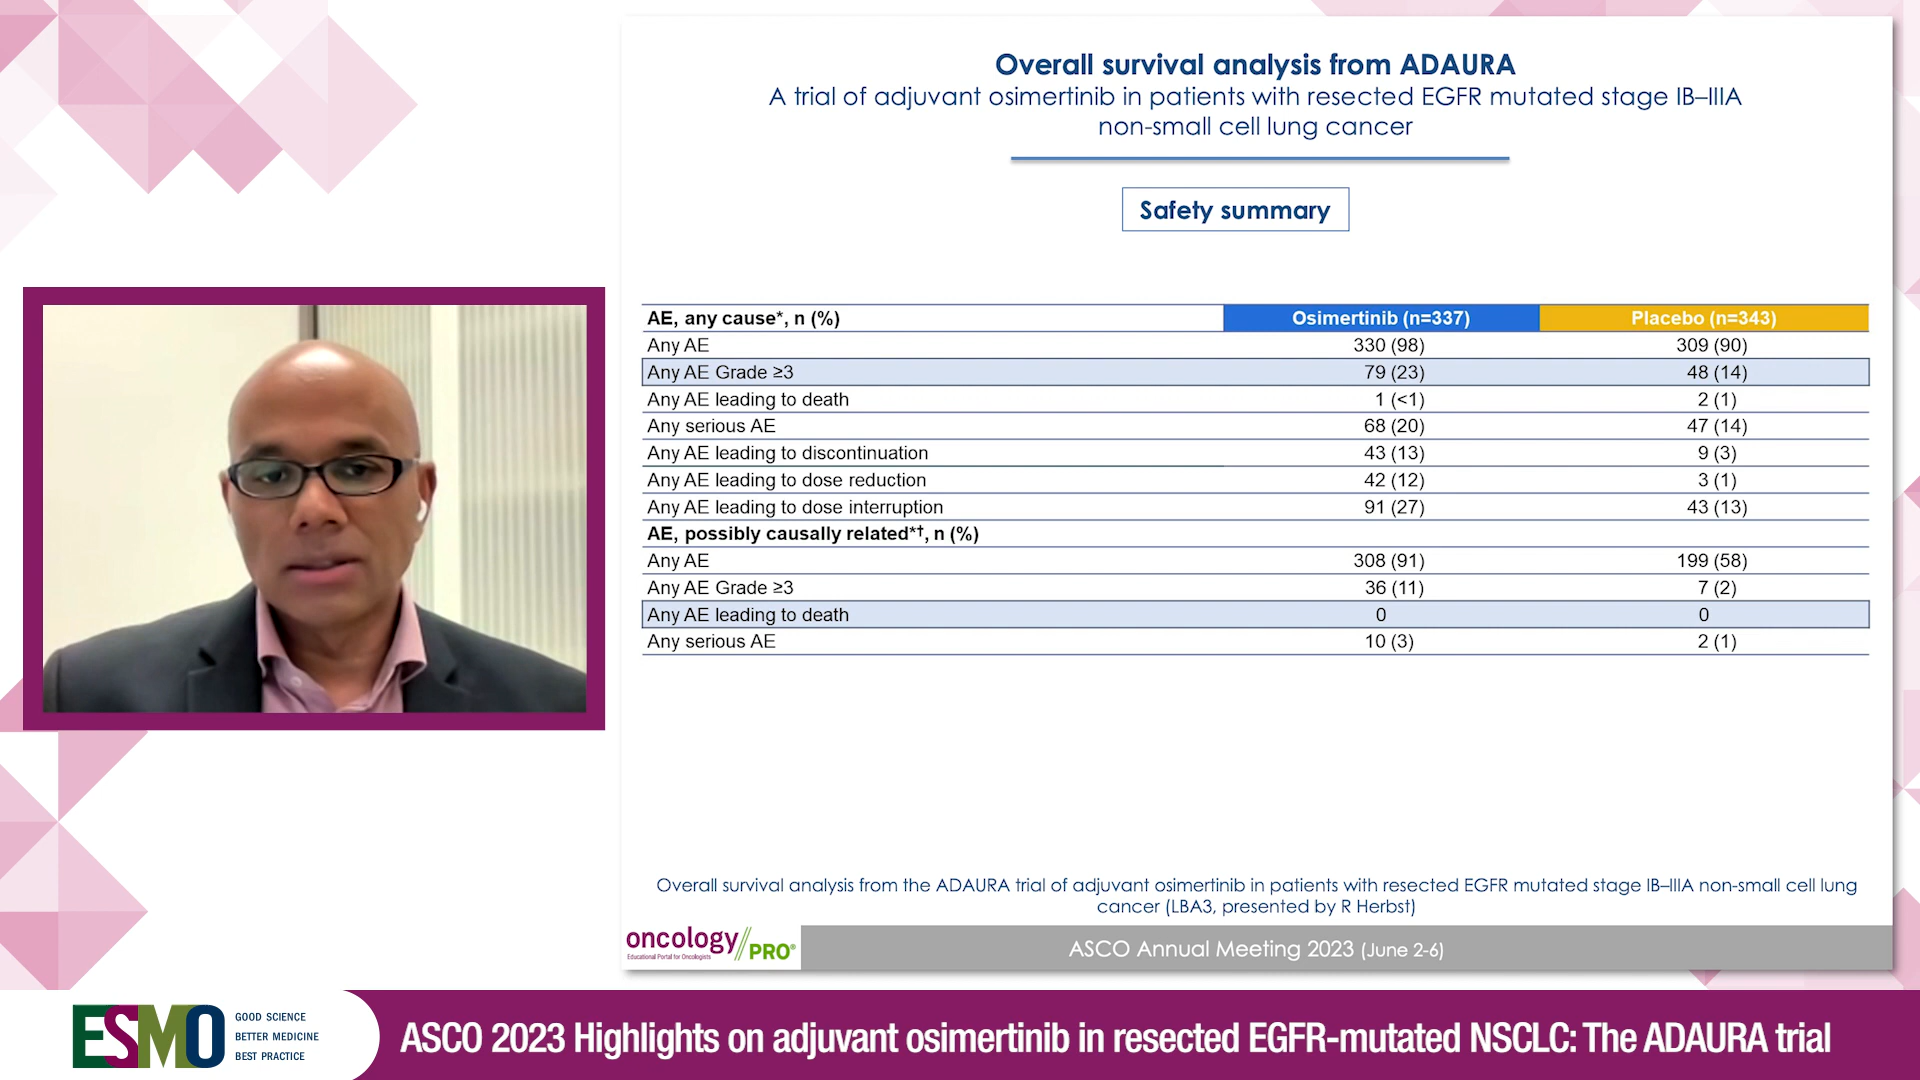 Overall survival analysis from ADAURA
A trial of adjuvant osimertinib in patients with resected EGFR mutated stage IB–IIIA
non-small cell lung cancer
Safety summary
AE, any cause*, n (%) Osimertinib (n=337) Placebo (n=343)
Any AE 330 (98) 309 (90)
Any AE Grade ≥3 79 (23) 48 (14)
Any AE leading to death 1 (<1) 2 (1)
Any serious AE 68 (20) 47 (14)
Any AE leading to discontinuation 43 (13) 9 (3)
Any AE leading to dose reduction 42 (12) 3 (1)
Any AE leading to dose interruption 91 (27) 43 (13)
AE, possibly causally related*†, n (%)
Any AE 308 (91) 199 (58)
Any AE Grade ≥3 36 (11) 7 (2)
Any AE leading to death 0 0
Any serious AE 10 (3) 2 (1)
Overall survival analysis from the ADAURA trial of adjuvant osimertinib in patients with resected EGFR mutated stage IB–IIIA non-small cell lung
cancer (LBA3, presented by R Herbst)
oncology//PRO®
Educational Portal for Oncologists
ASCO Annual Meeting 2023 (June 2-6)
ESMO
GOOD SCIENCE
BETTER MEDICINE
BEST PRACTICE
ASCO 2023 Highlights on adjuvant osimertinib in resected EGFR-mutated NSCLC: The ADAURA trial